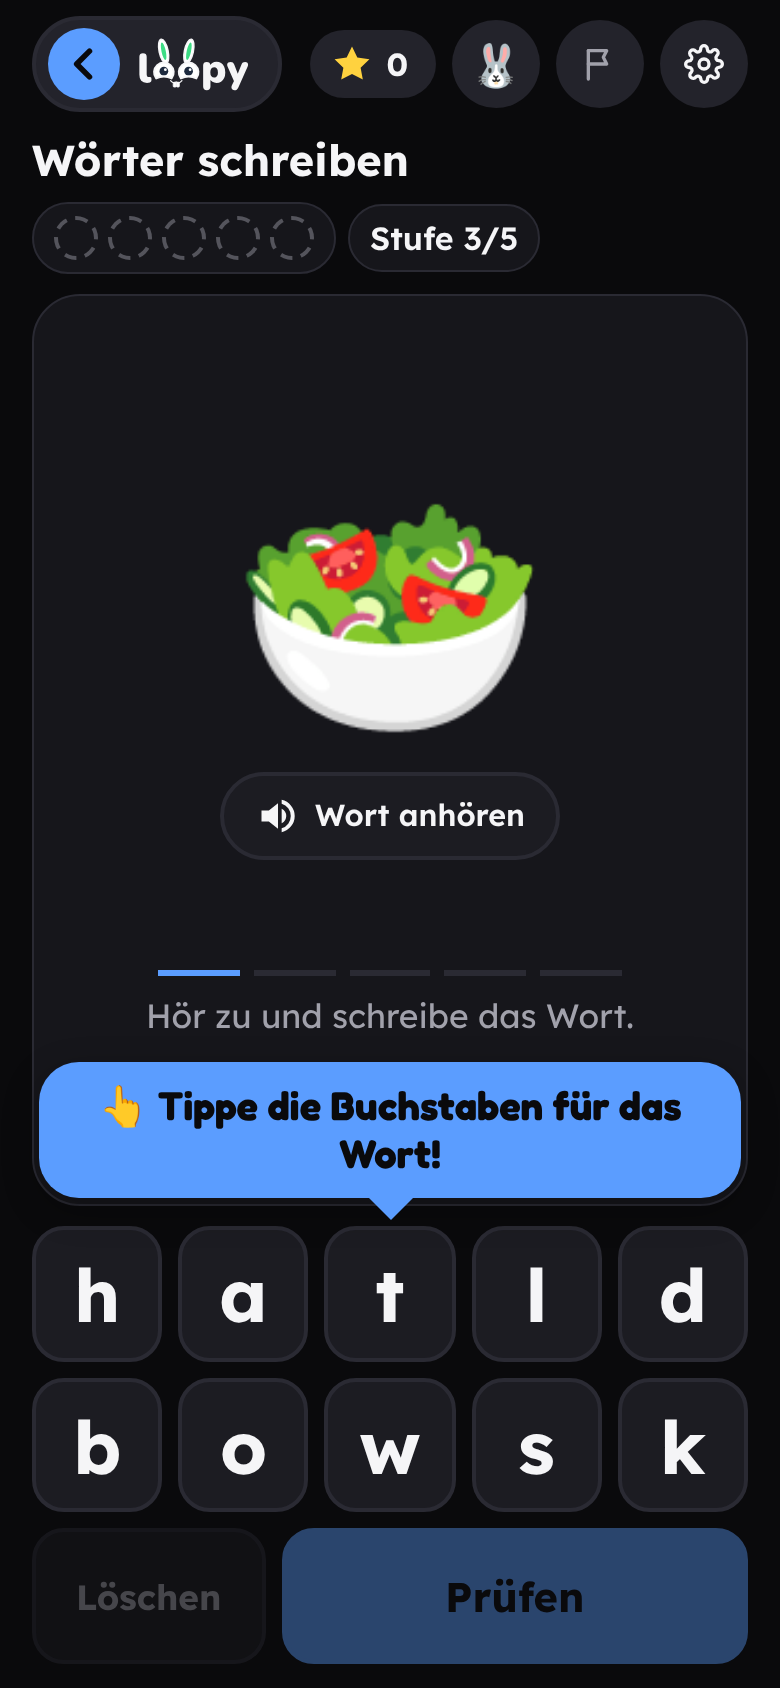 loopy
0
Wörter schreiben
Stufe 3/5
Wort anhören
Hör zu und schreibe das Wort.
👆 Tippe die Buchstaben für das
Wort!
h a t l d
b o w s k
Löschen
Prüfen